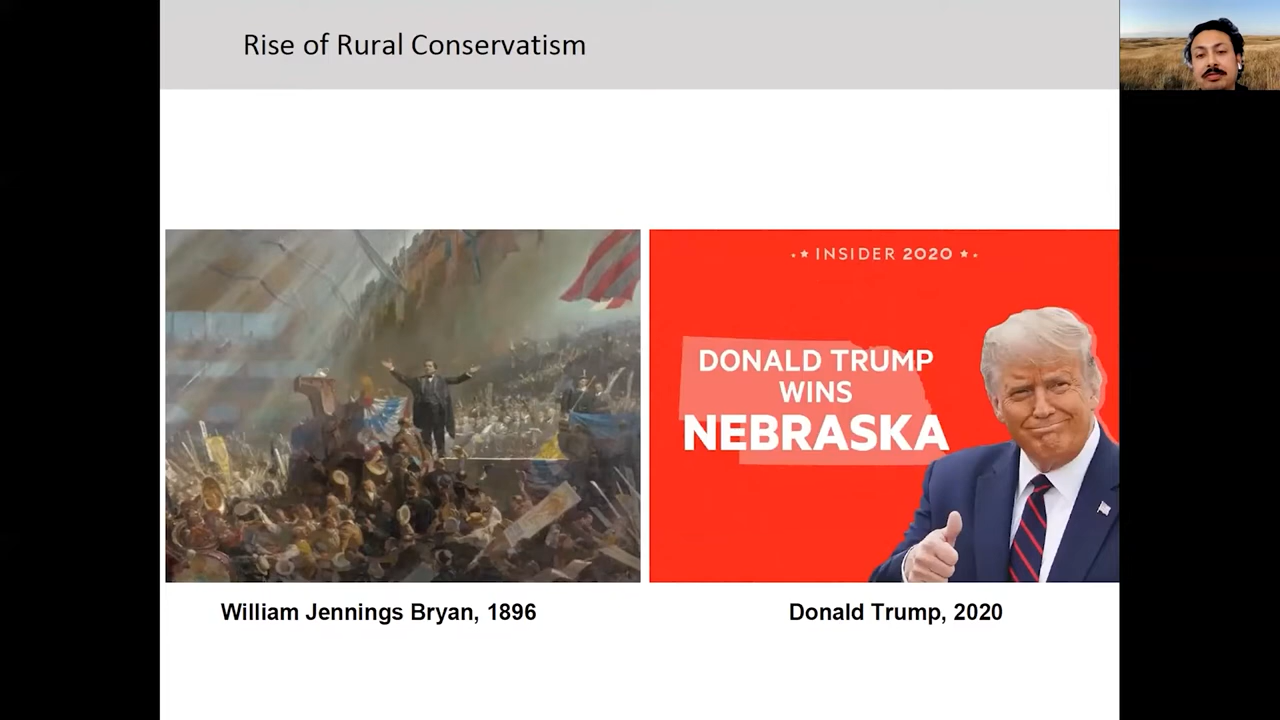 Rise of Rural Conservatism
INSIDER 2020
DONALD TRUMP
WINS
NEBRASKA
William Jennings Bryan, 1896
Donald Trump, 2020